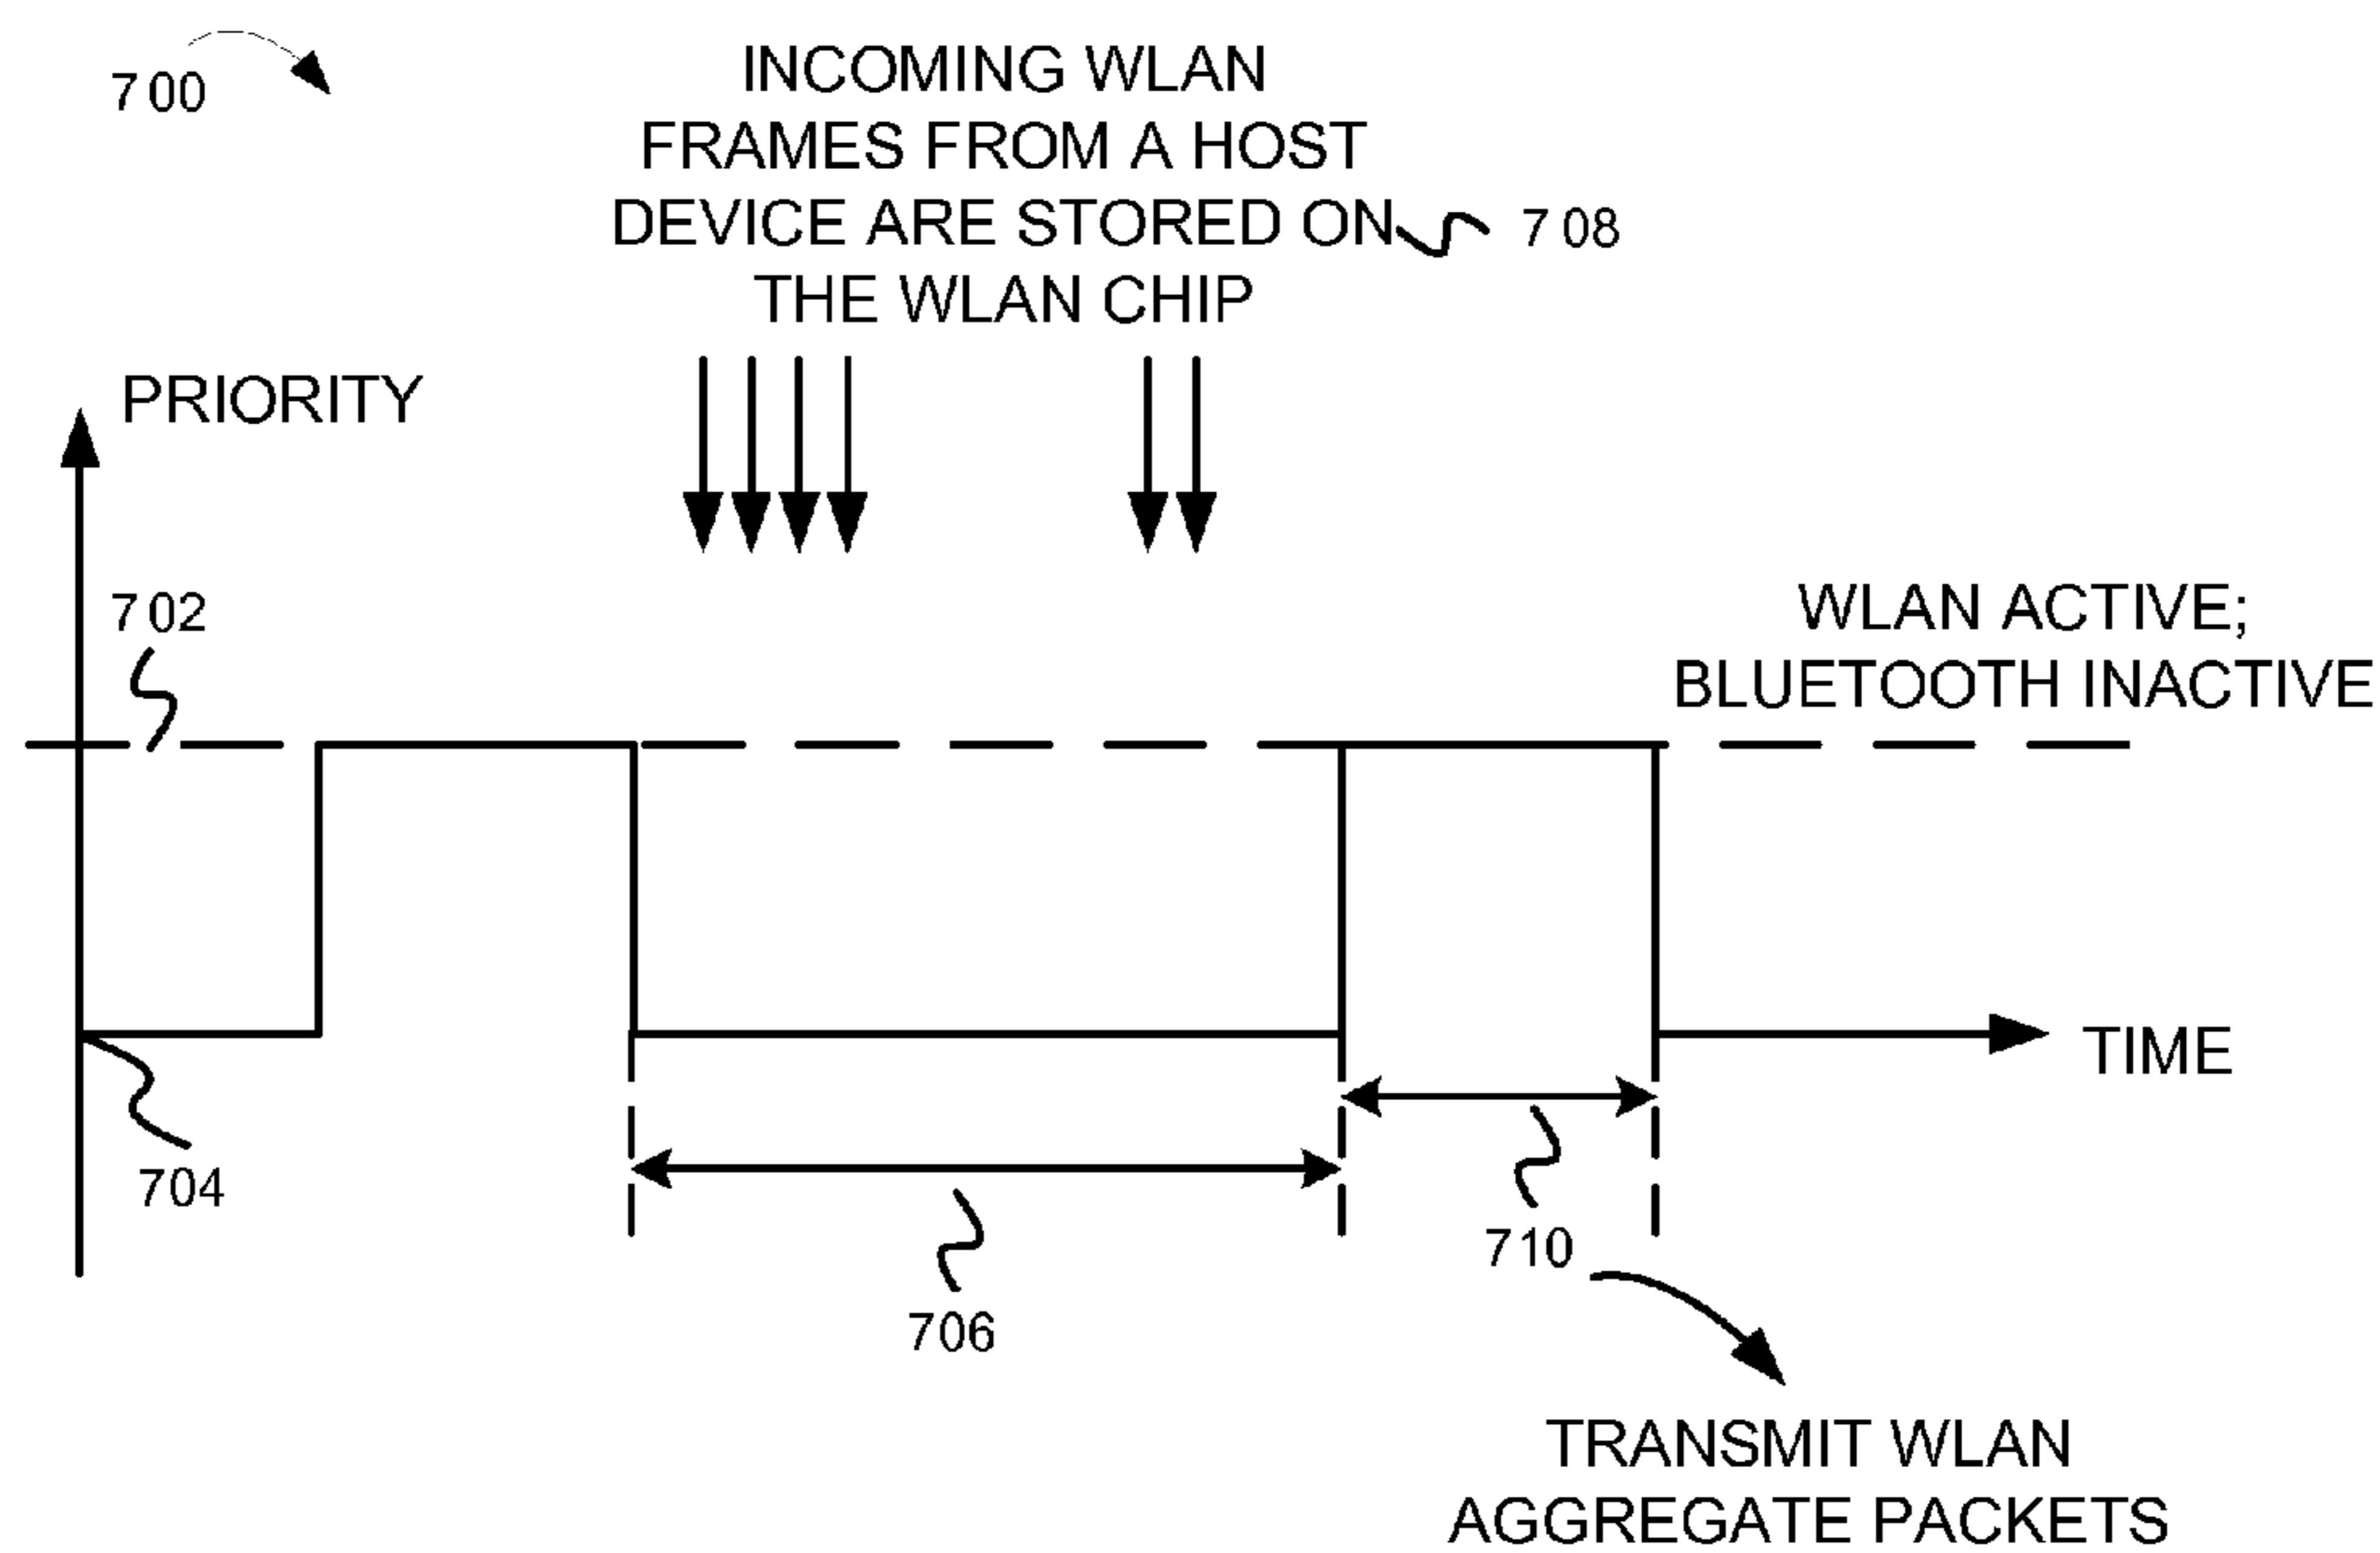 700
INCOMING WLAN
FRAMES FROM A HOST
DEVICE ARE STORED ON
THE WLAN CHIP
708
PRIORITY
702
WLAN ACTIVE;
BLUETOOTH INACTIVE
TIME
704
706
710
TRANSMIT WLAN
AGGREGATE PACKETS